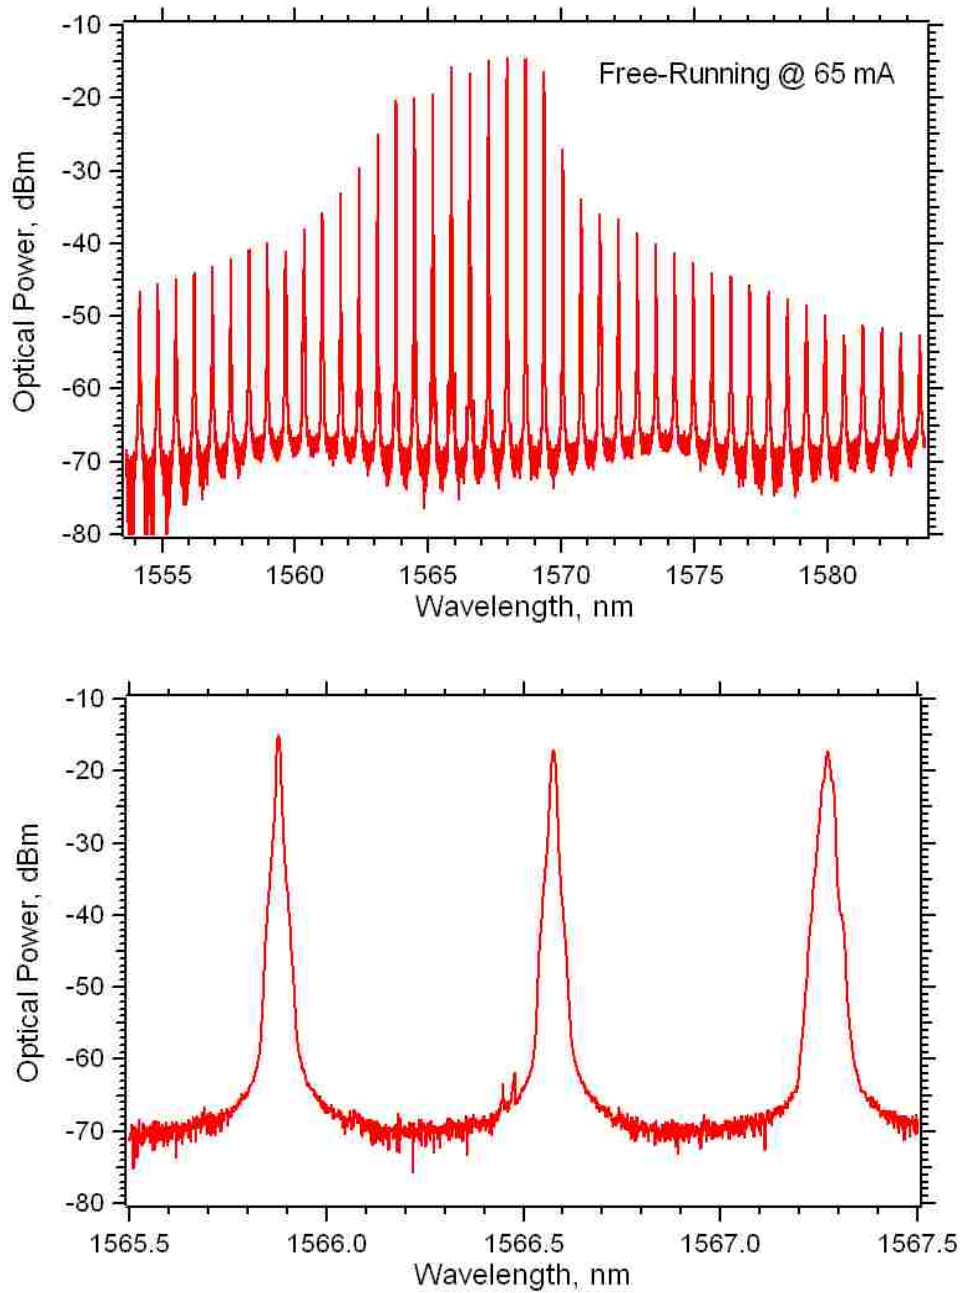 -10
Free-Running @ 65 mA
-20
-30
-40
-50
-60
-70
-80
Optical Power, dBm
1555 1560 1565 1570 1575 1580
Wavelength, nm
-10
-20
-30
-40
-50
-60
-70
-80
Optical Power, dBm
1565.5 1566.0 1566.5 1567.0 1567.5
Wavelength, nm